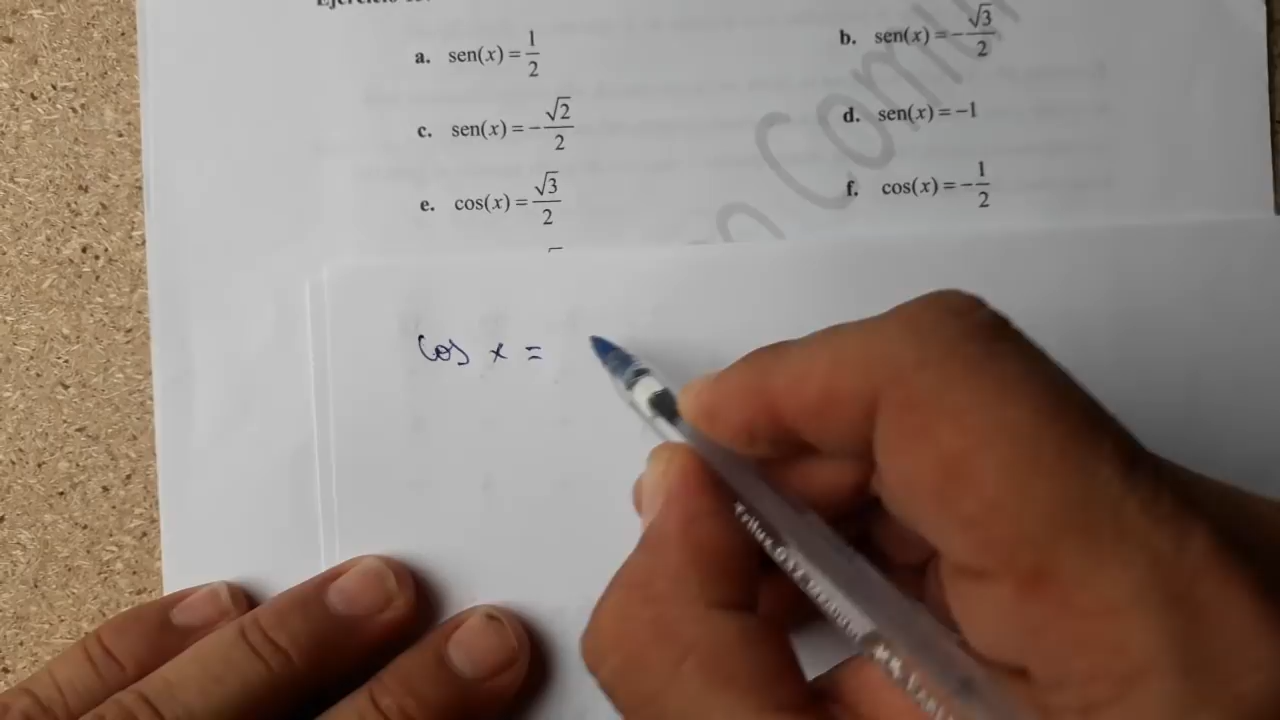 a. sen(x) = 1/2
b. sen(x) = -√3/2
c. sen(x) = -√2/2
d. sen(x) = -1
e. cos(x) = √3/2
f. cos(x) = -1/2
cos x =